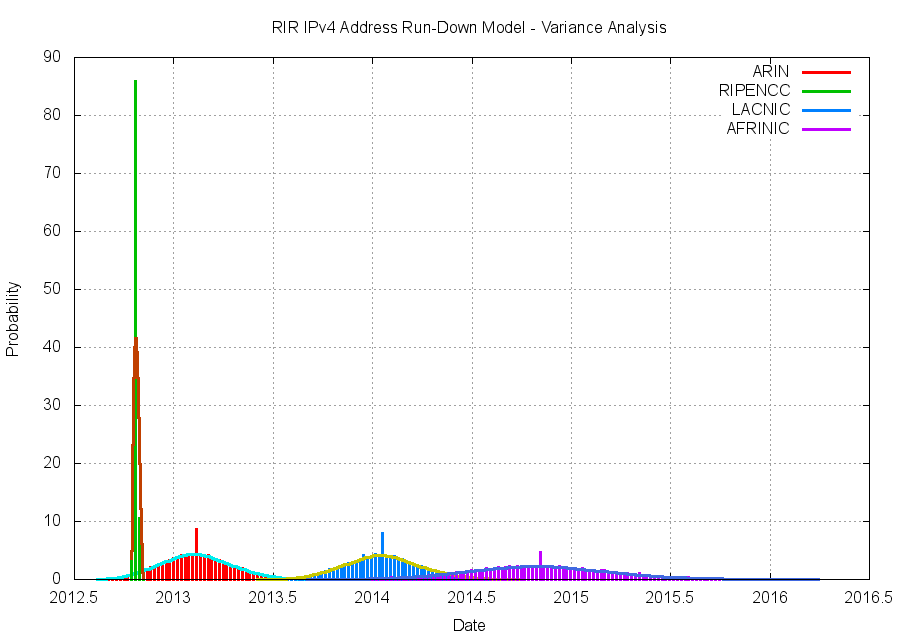 RIR IPv4 Address Run-Down Model - Variance Analysis
ARIN
RIPENCC
LACNIC
AFRINIC
90
80
70
60
50
40
30
20
10
0
Probability
2012.5 2013 2013.5 2014 2014.5 2015 2015.5 2016 2016.5
Date